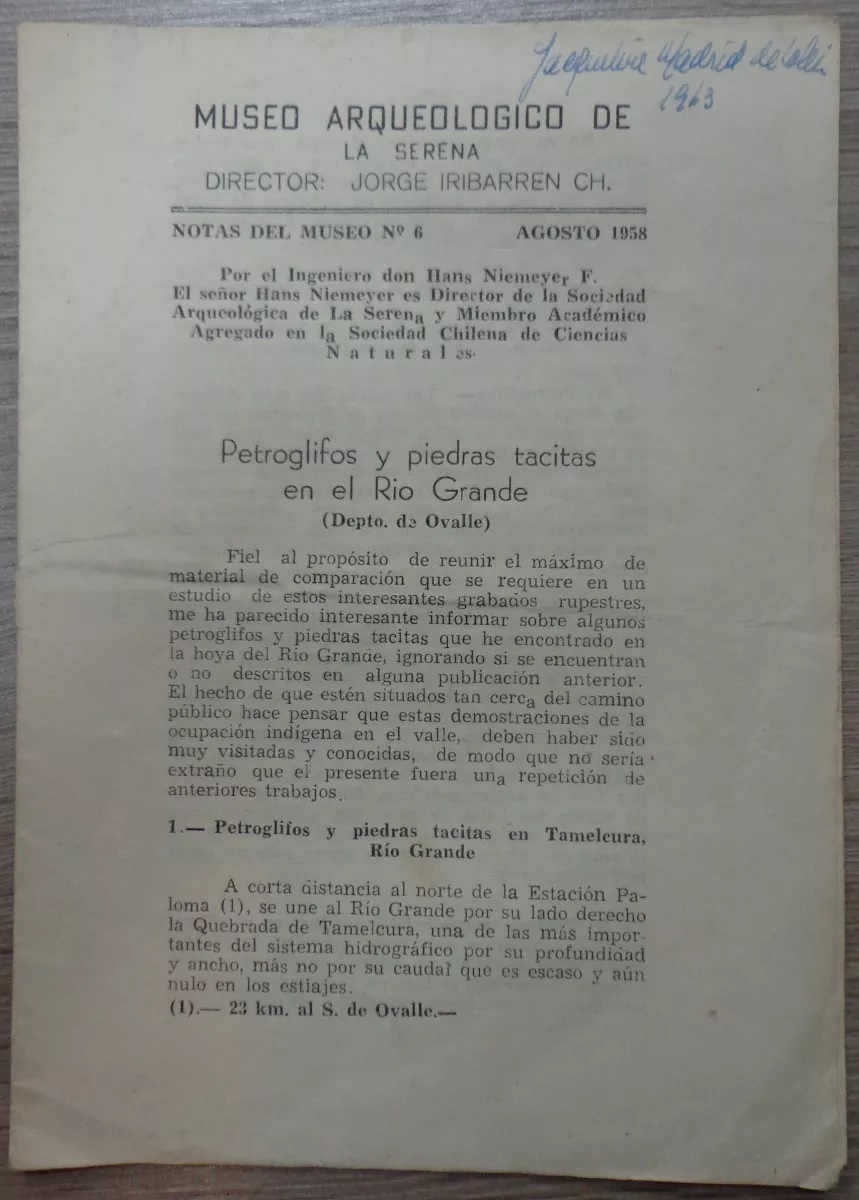 Jacqueline Madrid de
1963
MUSEO ARQUEOLOGICO DE
LA SERENA
DIRECTOR: JORGE IRIBARREN CH.
NOTAS DEL MUSEO Nº 6 AGOSTO 1958
Por el Ingeniero don Hans Niemeyer F.
El señor Hans Niemeyer es Director de la Sociedad
Arqueológica de La Serena y Miembro Académico
Agregado en la Sociedad Chilena de Ciencias
Naturales.
Petroglifos y piedras tacitas
en el Rio Grande
(Depto. de Ovalle)
Fiel al propósito de reunir el máximo de
material de comparación que se requiere en un
estudio de estos interesantes grabados rupestres,
me ha parecido interesante informar sobre algunos
petroglifos y piedras tacitas que he encontrado en
la hoya del Río Grande, ignorando si se encuentran
o no descritos en alguna publicación anterior.
El hecho de que estén situados tan cerca del camino
público hace pensar que estas demostraciones de la
ocupación indígena en el valle, deben haber sido
muy visitadas y conocidas, de modo que no sería
extraño que el presente fuera una repetición de
anteriores trabajos.
1.— Petroglifos y piedras tacitas en Tamelcura,
Río Grande
A corta distancia al norte de la Estación Pa-
loma (1), se une al Río Grande por su lado derecho
la Quebrada de Tamelcura, una de las más impor-
tantes del sistema hidrográfico por su profundidad
y ancho, más no por su caudal que es escaso y aún
nulo en los estiajes.
(1).— 23 km. al S. de Ovalle.—